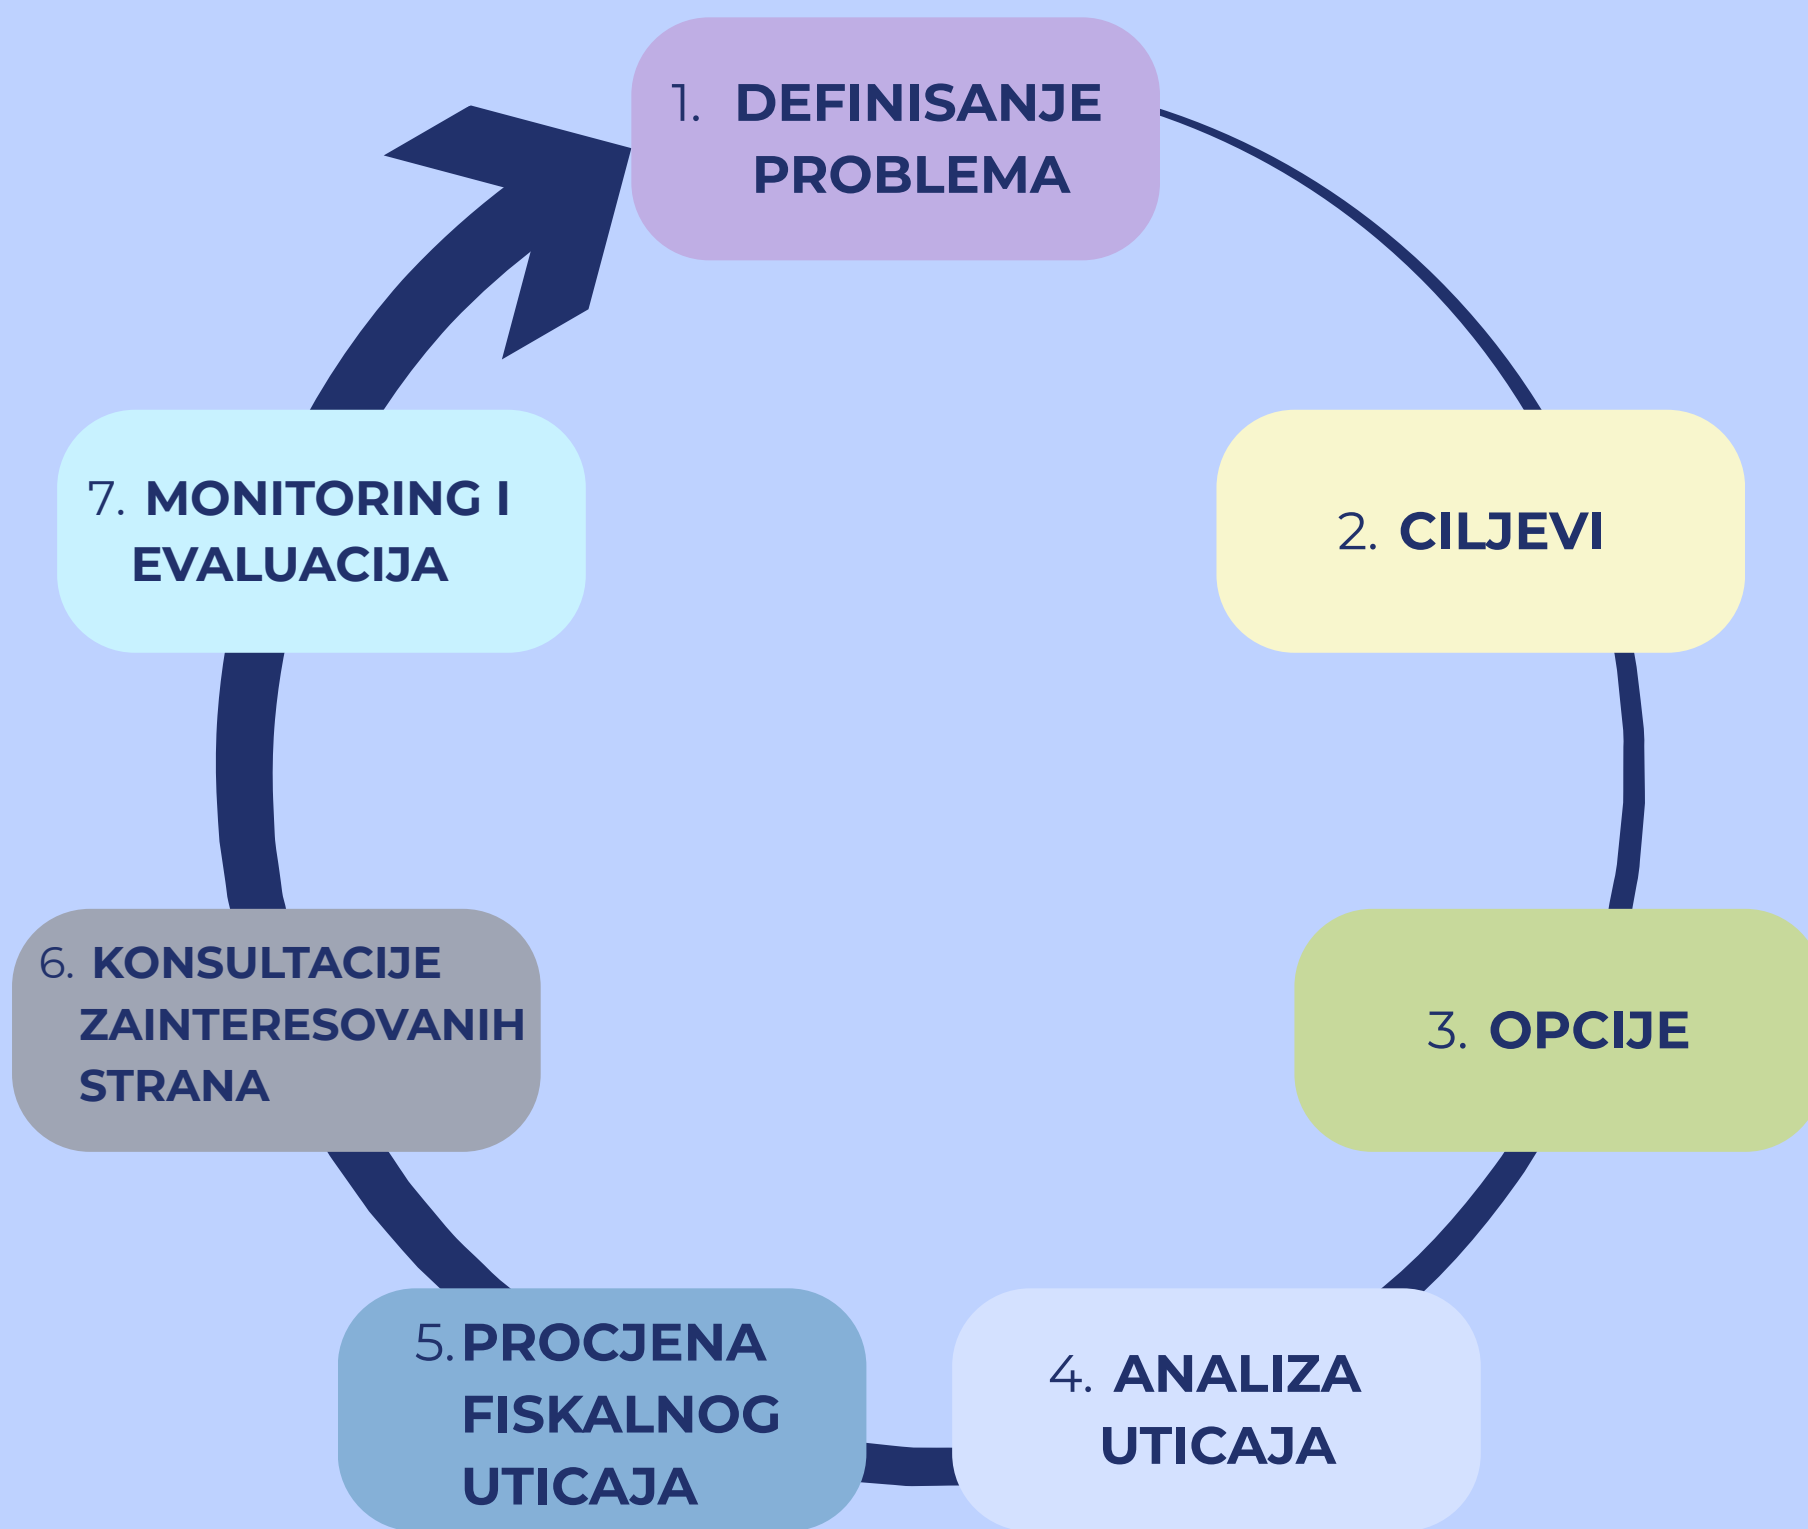 1. DEFINISANJE
PROBLEMA
2. CILJEVI
3. OPCIJE
4. ANALIZA
UTICAJA
5. PROCJENA
FISKALNOG
UTICAJA
6. KONSULTACIJE
ZAINTERESOVANIH
STRANA
7. MONITORING I
EVALUACIJA